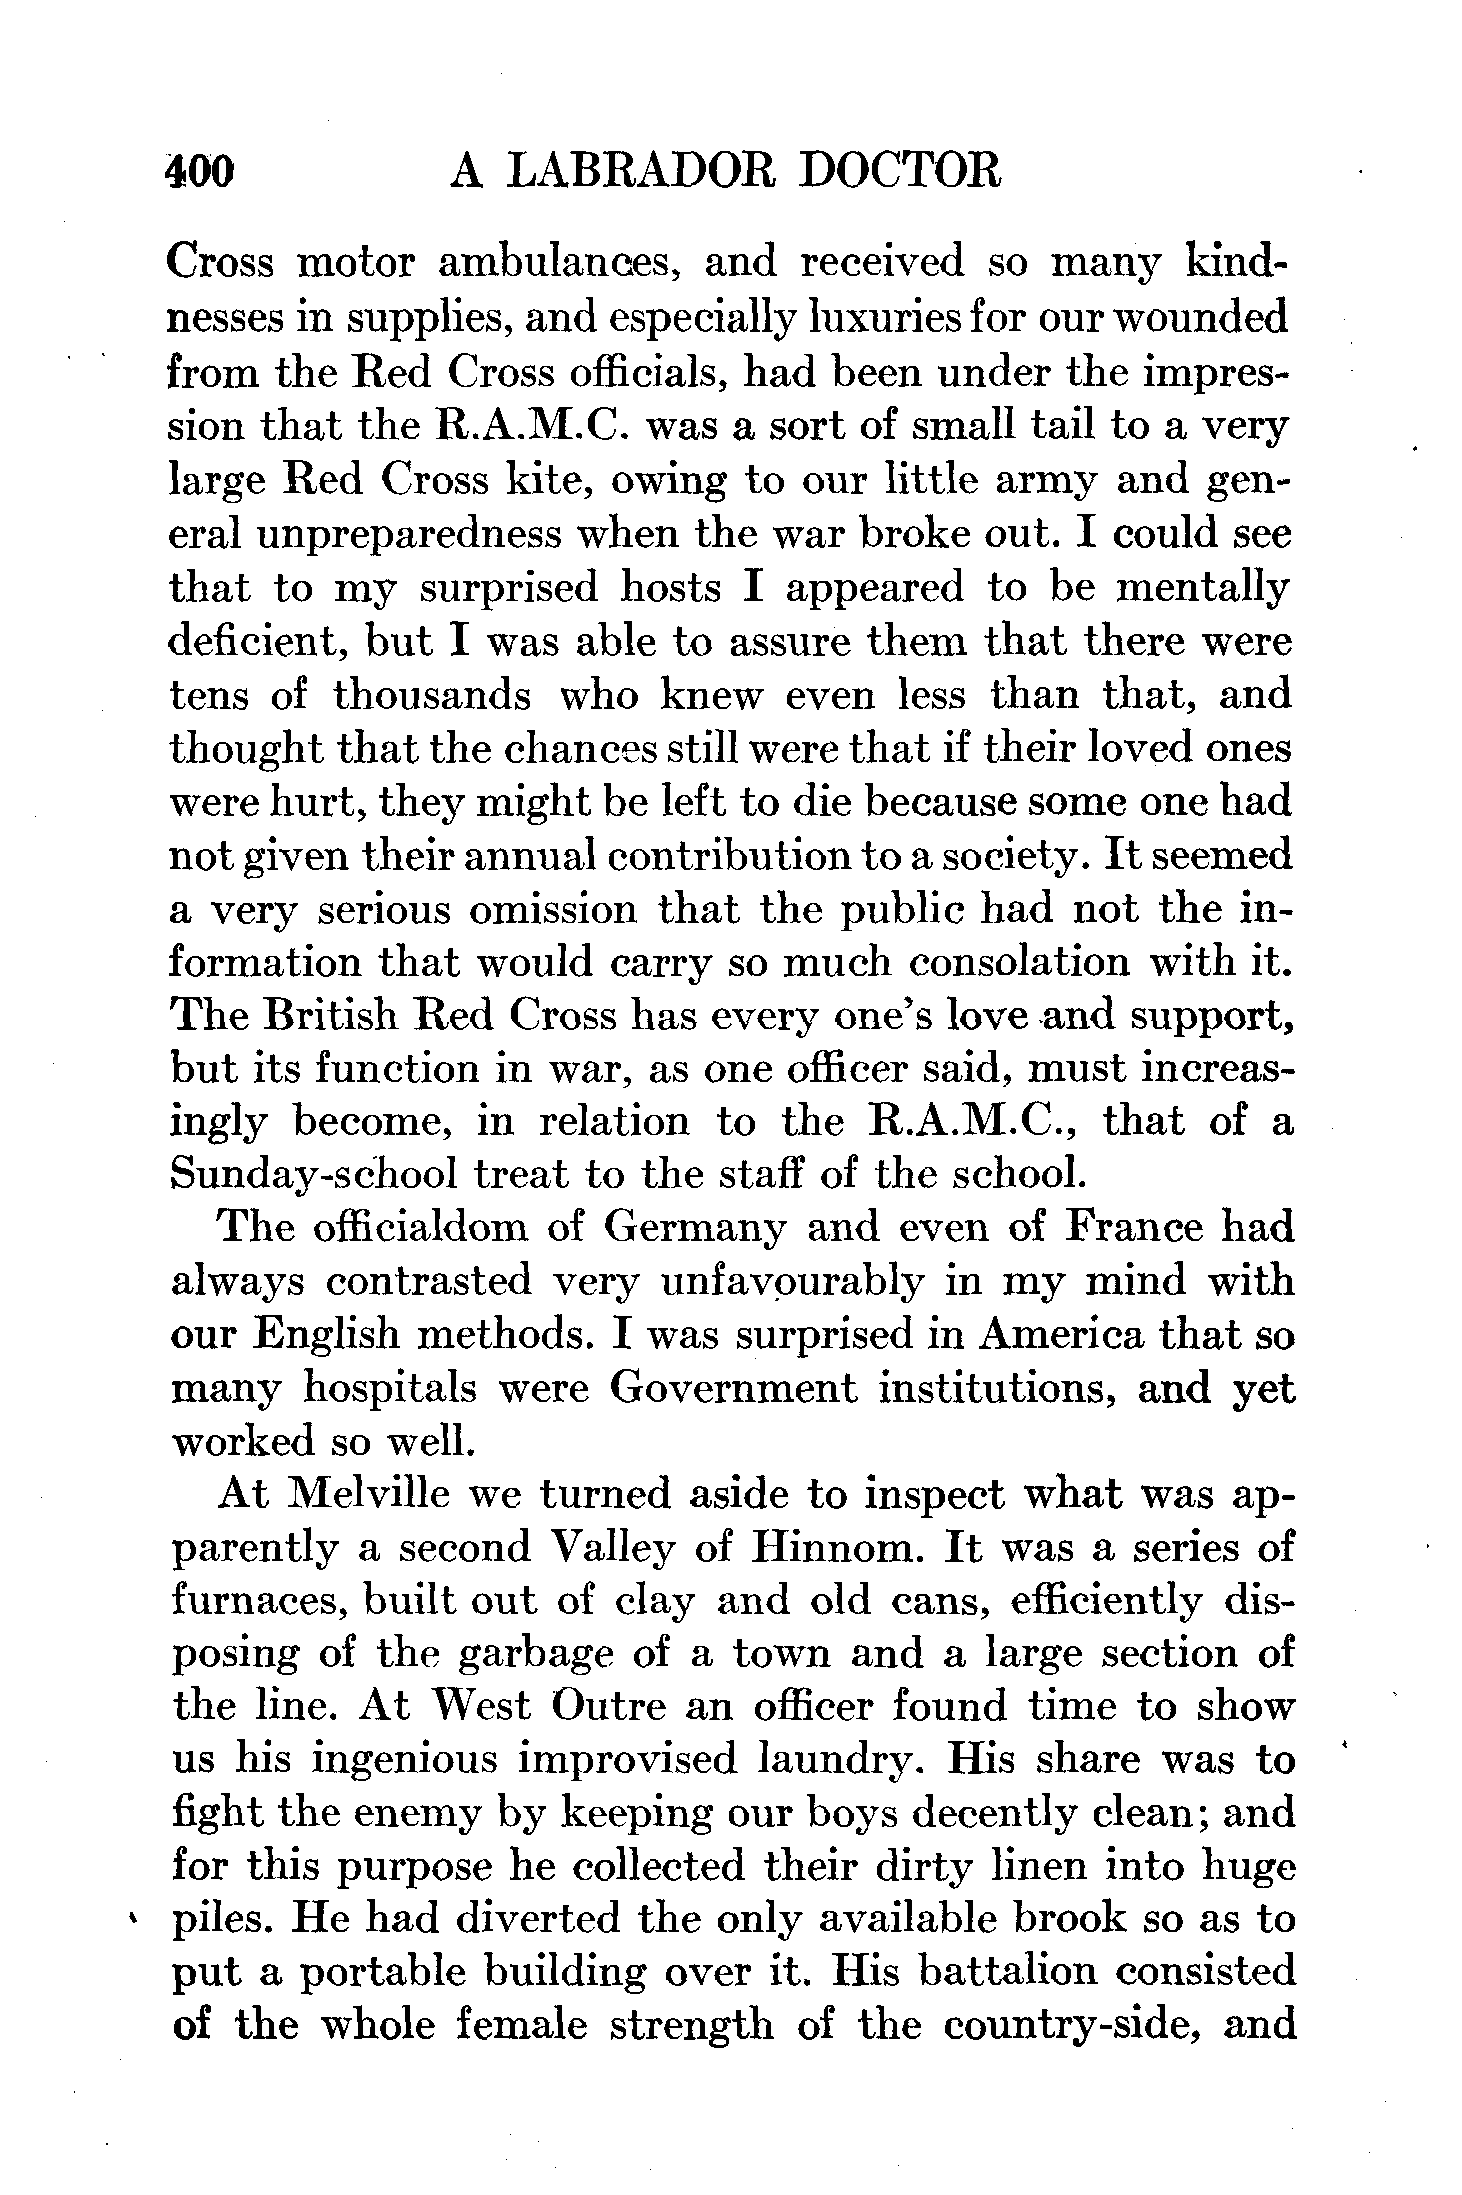 400 A LABRADOR DOCTOR
Cross motor ambulances, and received so many kind-
nesses in supplies, and especially luxuries for our wounded
from the Red Cross officials, had been under the impres-
sion that the R.A.M.C. was a sort of small tail to a very
large Red Cross kite, owing to our little army and gen-
eral unpreparedness when the war broke out. I could see
that to my surprised hosts I appeared to be mentally
deficient, but I was able to assure them that there were
tens of thousands who knew even less than that, and
thought that the chances still were that if their loved ones
were hurt, they might be left to die because some one had
not given their annual contribution to a society. It seemed
a very serious omission that the public had not the in-
formation that would carry so much consolation with it.
The British Red Cross has every one's love and support,
but its function in war, as one officer said, must increas-
ingly become, in relation to the R.A.M.C., that of a
Sunday-school treat to the staff of the school.
The officialdom of Germany and even of France had
always contrasted very unfavourably in my mind with
our English methods. I was surprised in America that so
many hospitals were Government institutions, and yet
worked so well.
At Melville we turned aside to inspect what was ap-
parently a second Valley of Hinnom. It was a series of
furnaces, built out of clay and old cans, efficiently dis-
posing of the garbage of a town and a large section of
the line. At West Outre an officer found time to show
us his ingenious improvised laundry. His share was to
fight the enemy by keeping our boys decently clean; and
for this purpose he collected their dirty linen into huge
piles. He had diverted the only available brook so as to
put a portable building over it. His battalion consisted
of the whole female strength of the country-side, and